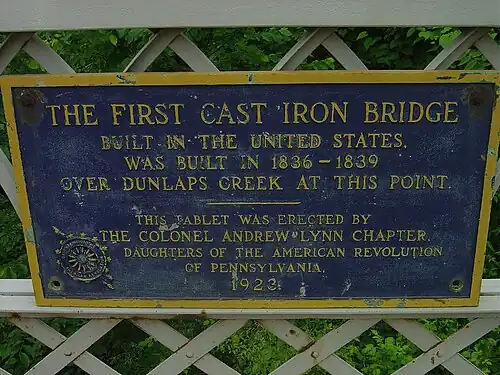 THE FIRST CAST IRON BRIDGE
BUILT IN THE UNITED STATES,
WAS BUILT IN 1836-1839
OVER DUNLAPS CREEK AT THIS POINT.
THIS TABLET WAS ERECTED BY
THE COLONEL ANDREW LYNN CHAPTER,
DAUGHTERS OF THE AMERICAN REVOLUTION
OF PENNSYLVANIA.
1923.